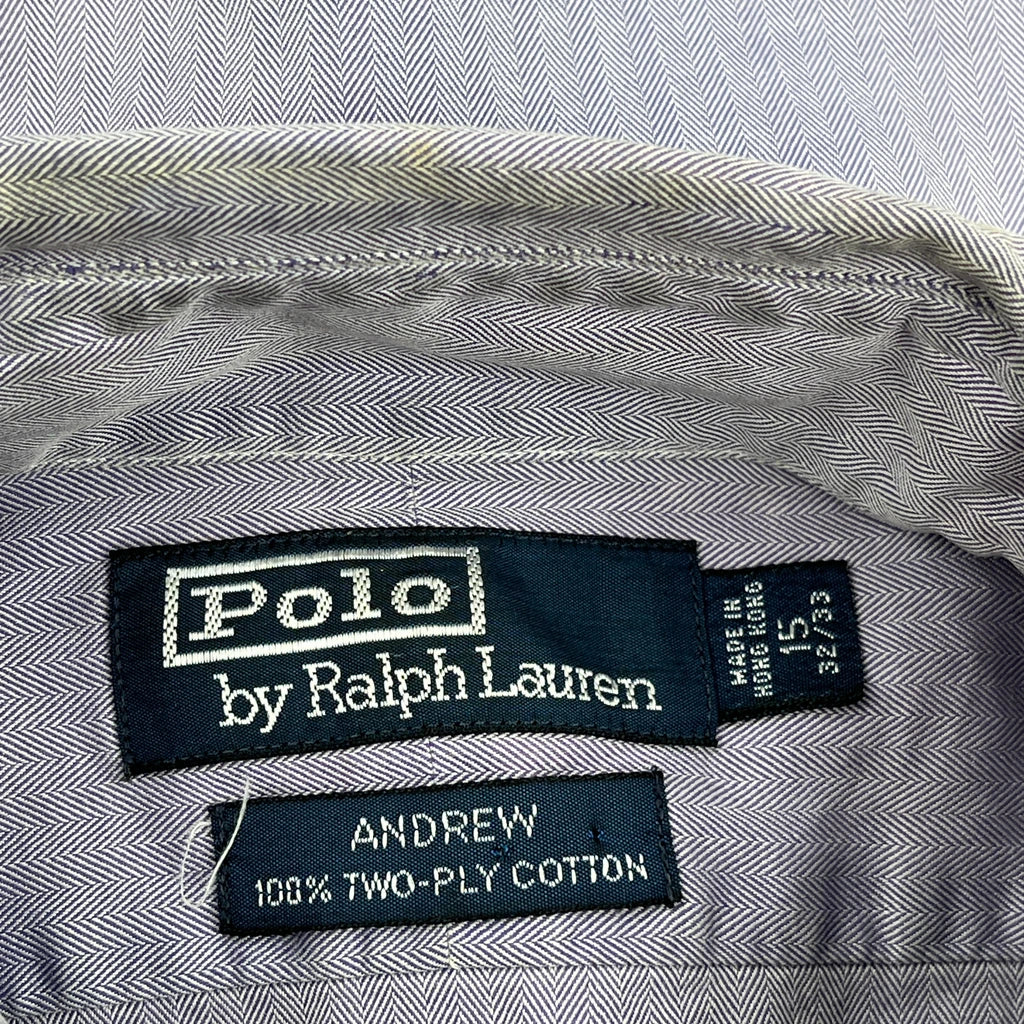 Polo
by Ralph Lauren
MADE IN
HONG KONG
15
32/33
ANDREW
100% TWO-PLY COTTON